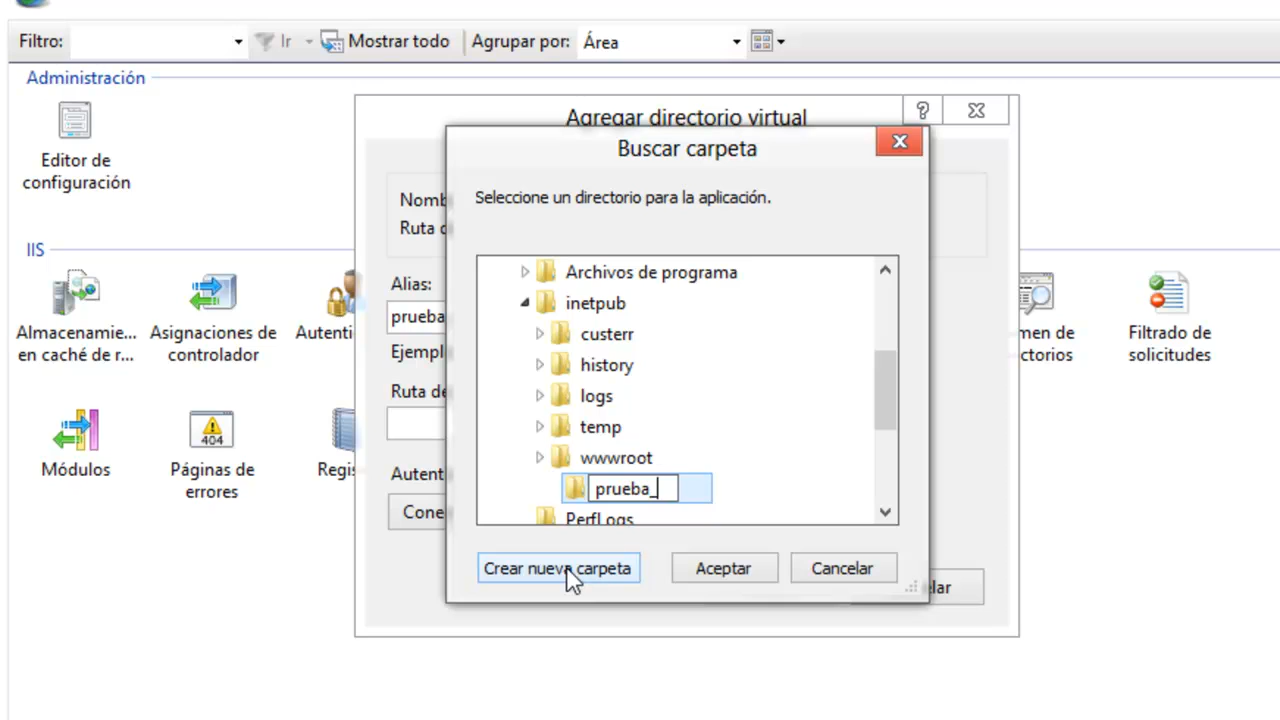 Filtro:
Ir
Mostrar todo
Agrupar por:
Área
Administración
Editor de
configuración
IIS
Almacenamie...
en caché de r...
Asignaciones de
controlador
Autenti
men de
ctorios
Filtrado de
solicitudes
Módulos
404
Páginas de
errores
Regis
Agregar directorio virtual
?
Nomb
Ruta d
Alias:
prueba
Ejempl
Ruta de
Autent
Cone
elar
Buscar carpeta
Seleccione un directorio para la aplicación.
Archivos de programa
inetpub
custerr
history
logs
temp
wwwroot
prueba_
PerfLogs
Crear nueva carpeta
Aceptar
Cancelar